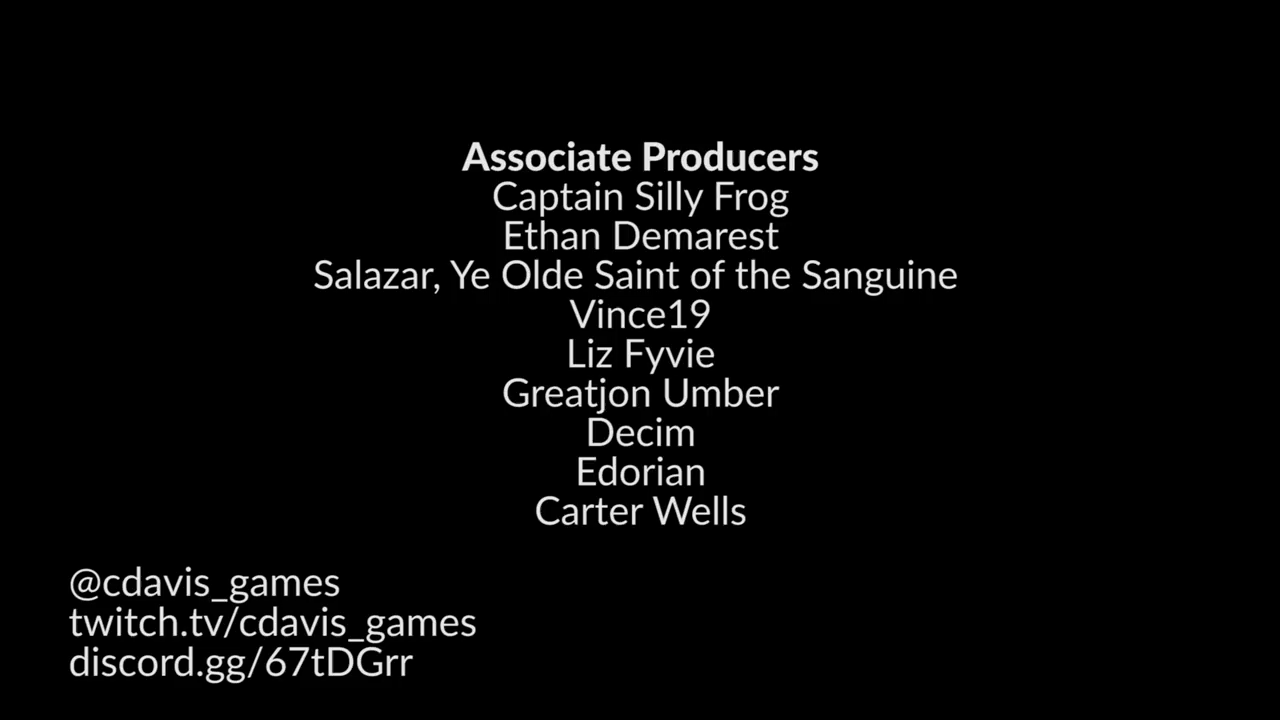 Associate Producers
Captain Silly Frog
Ethan Demarest
Salazar, Ye Olde Saint of the Sanguine
Vince19
Liz Fyvie
Greatjon Umber
Decim
Edorian
Carter Wells
@cdavis_games
twitch.tv/cdavis_games
discord.gg/67tDGrr